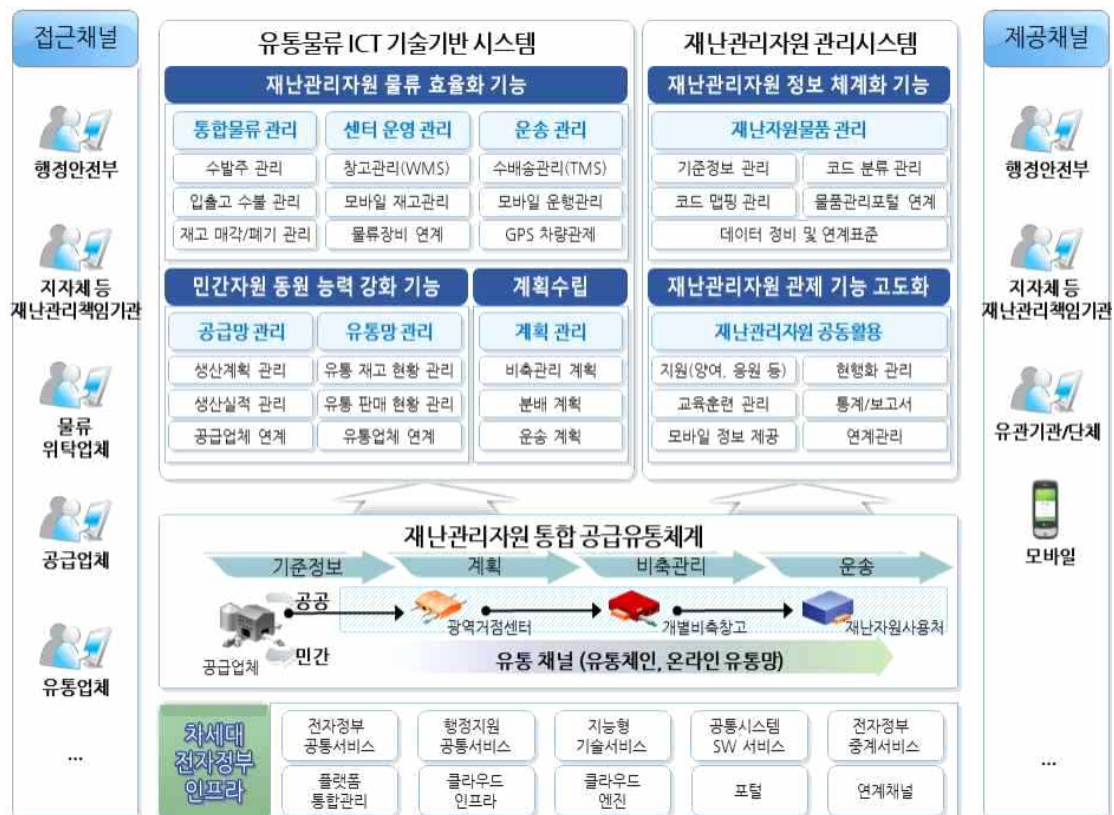 접근채널
행정안전부
지자체 등
재난관리책임기관
물류
위탁업체
공급업체
유통업체
...
유통물류 ICT 기술기반 시스템
재난관리자원 물류 효율화 기능
통합물류 관리
수발주 관리
입출고 수불 관리
재고 매각/폐기 관리
센터 운영 관리
창고관리(WMS)
모바일 재고관리
물류장비 연계
운송 관리
수배송관리(TMS)
모바일 운행관리
GPS 차량관제
민간자원 동원 능력 강화 기능
공급망 관리
생산계획 관리
생산실적 관리
공급업체 연계
유통망 관리
유통 재고 현황 관리
유통 판매 현황 관리
유통업체 연계
계획수립
계획 관리
비축관리 계획
분배 계획
운송 계획
재난관리자원 관리시스템
재난관리자원 정보 체계화 기능
재난자원물품 관리
기준정보 관리
코드 분류 관리
코드 맵핑 관리
물품관리포털 연계
데이터 정비 및 연계표준
재난관리자원 관제 기능 고도화
재난관리자원 공동활용
지원(양여, 응원 등)
현행화 관리
교육훈련 관리
통계/보고서
모바일 정보 제공
연계관리
재난관리자원 통합 공급유통체계
기준정보
계획
비축관리
운송
공공
민간
공급업체
광역거점센터
개별비축창고
재난자원사용처
유통 채널 (유통체인, 온라인 유통망)
차세대
전자정부
인프라
전자정부
공통서비스
행정지원
공통서비스
지능형
기술서비스
공통시스템
SW 서비스
전자정부
중계서비스
플랫폼
통합관리
클라우드
인프라
클라우드
엔진
포털
연계채널
제공채널
행정안전부
지자체 등
재난관리책임기관
유관기관/단체
모바일
...